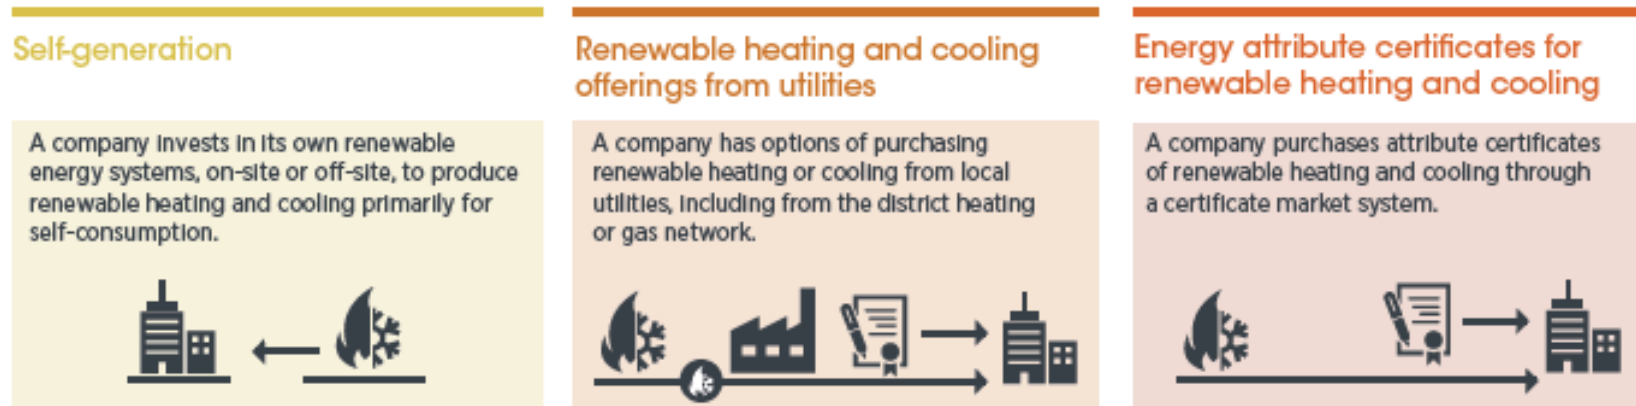 Self-generation
A company invests in its own renewable
energy systems, on-site or off-site, to produce
renewable heating and cooling primarily for
self-consumption.
Renewable heating and cooling
offerings from utilities
A company has options of purchasing
renewable heating or cooling from local
utilities, including from the district heating
or gas network.
Energy attribute certificates for
renewable heating and cooling
A company purchases attribute certificates
of renewable heating and cooling through
a certificate market system.